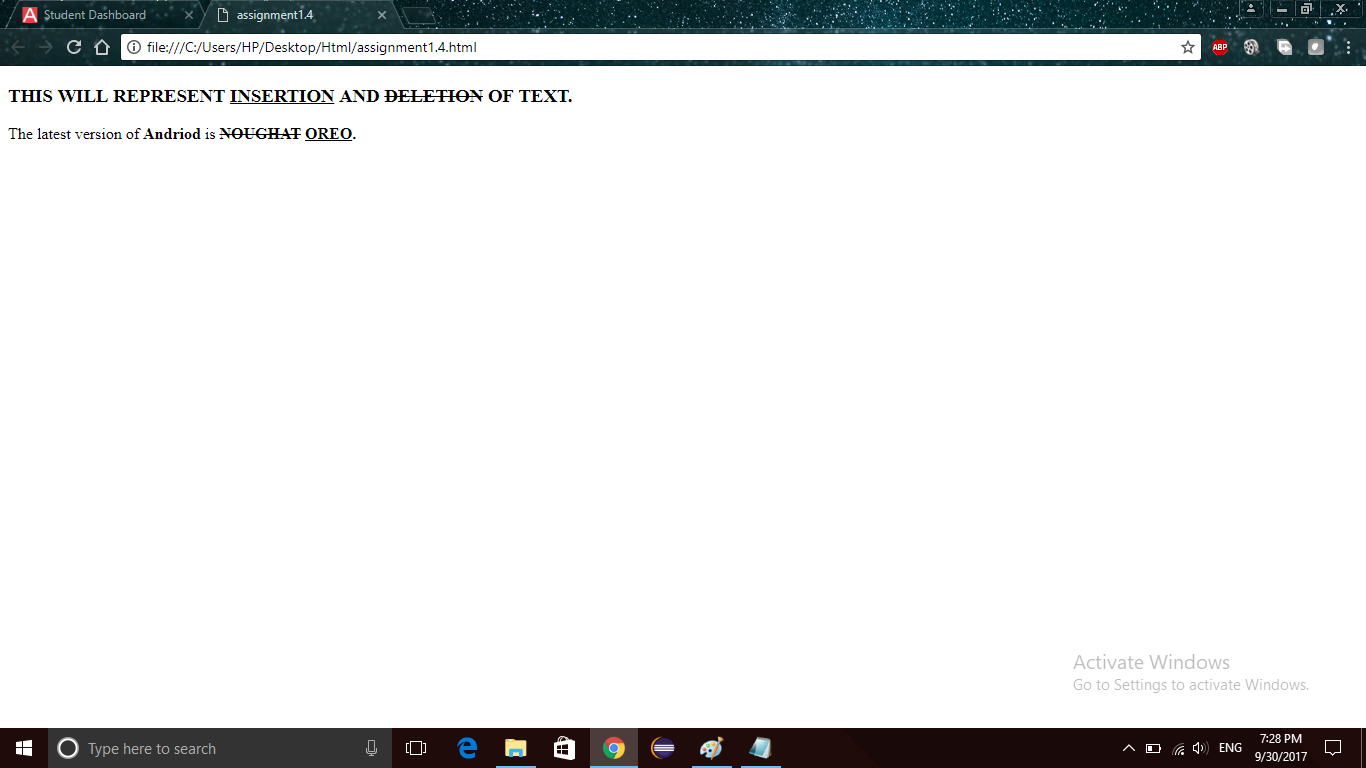 Student Dashboard
assignment1.4
file:///C:/Users/HP/Desktop/Html/assignment1.4.html
ABP
THIS WILL REPRESENT INSERTION AND DELETION OF TEXT.
The latest version of Andriod is NOUGHAT OREO.
Activate Windows
Go to Settings to activate Windows.
Type here to search
ENG
7:28 PM
9/30/2017